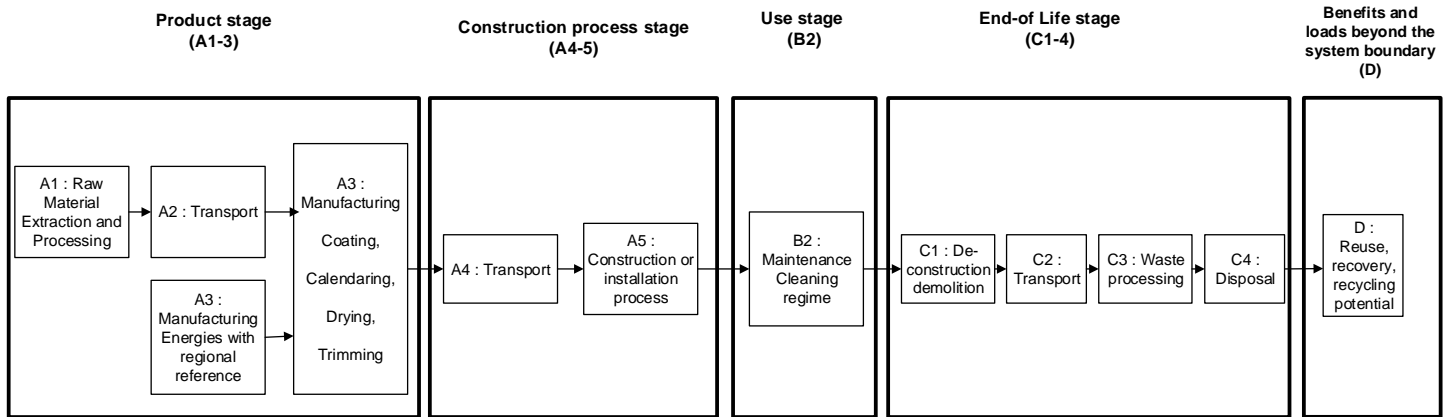 Product stage
(A1-3)
Construction process stage
(A4-5)
Use stage
(B2)
End-of Life stage
(C1-4)
Benefits and
loads beyond the
system boundary
(D)
A1 : Raw
Material
Extraction and
Processing
A2 : Transport
A3 :
Manufacturing
Energies with
regional
reference
A3 :
Manufacturing
Coating,
Calendaring,
Drying,
Trimming
A4 : Transport
A5 :
Construction or
installation
process
B2 :
Maintenance
Cleaning
regime
C1 : De-
construction
demolition
C2 :
Transport
C3 : Waste
processing
C4 :
Disposal
D :
Reuse,
recovery,
recycling
potential